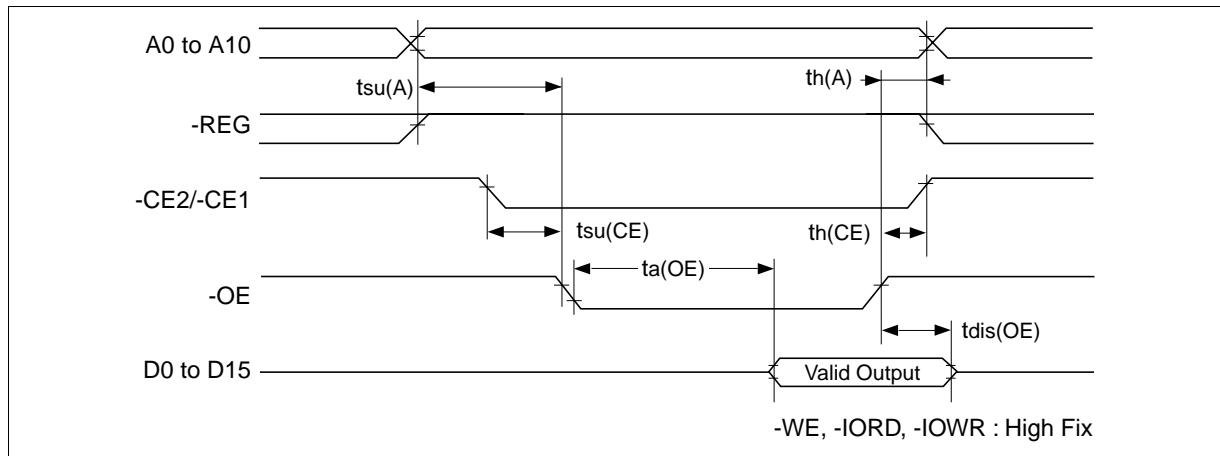 A0 to A10
tsu(A)
th(A)
-REG
-CE2/-CE1
tsu(CE)
th(CE)
ta(OE)
-OE
tdis(OE)
D0 to D15
Valid Output
-WE, -IORD, -IOWR : High Fix